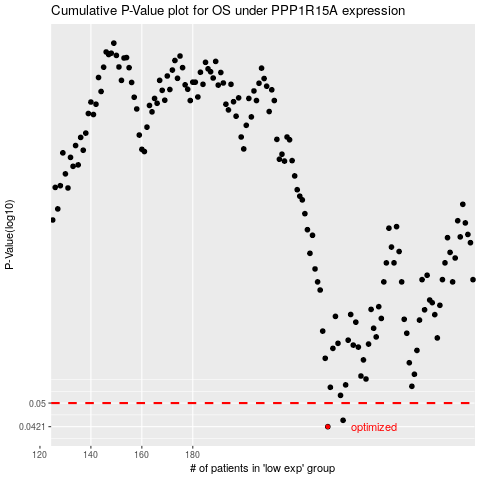 Cumulative P-Value plot for OS under PPP1R15A expression
P-Value(log10)
0.05
0.0421
optimized
120 140 160 180
# of patients in 'low exp' group